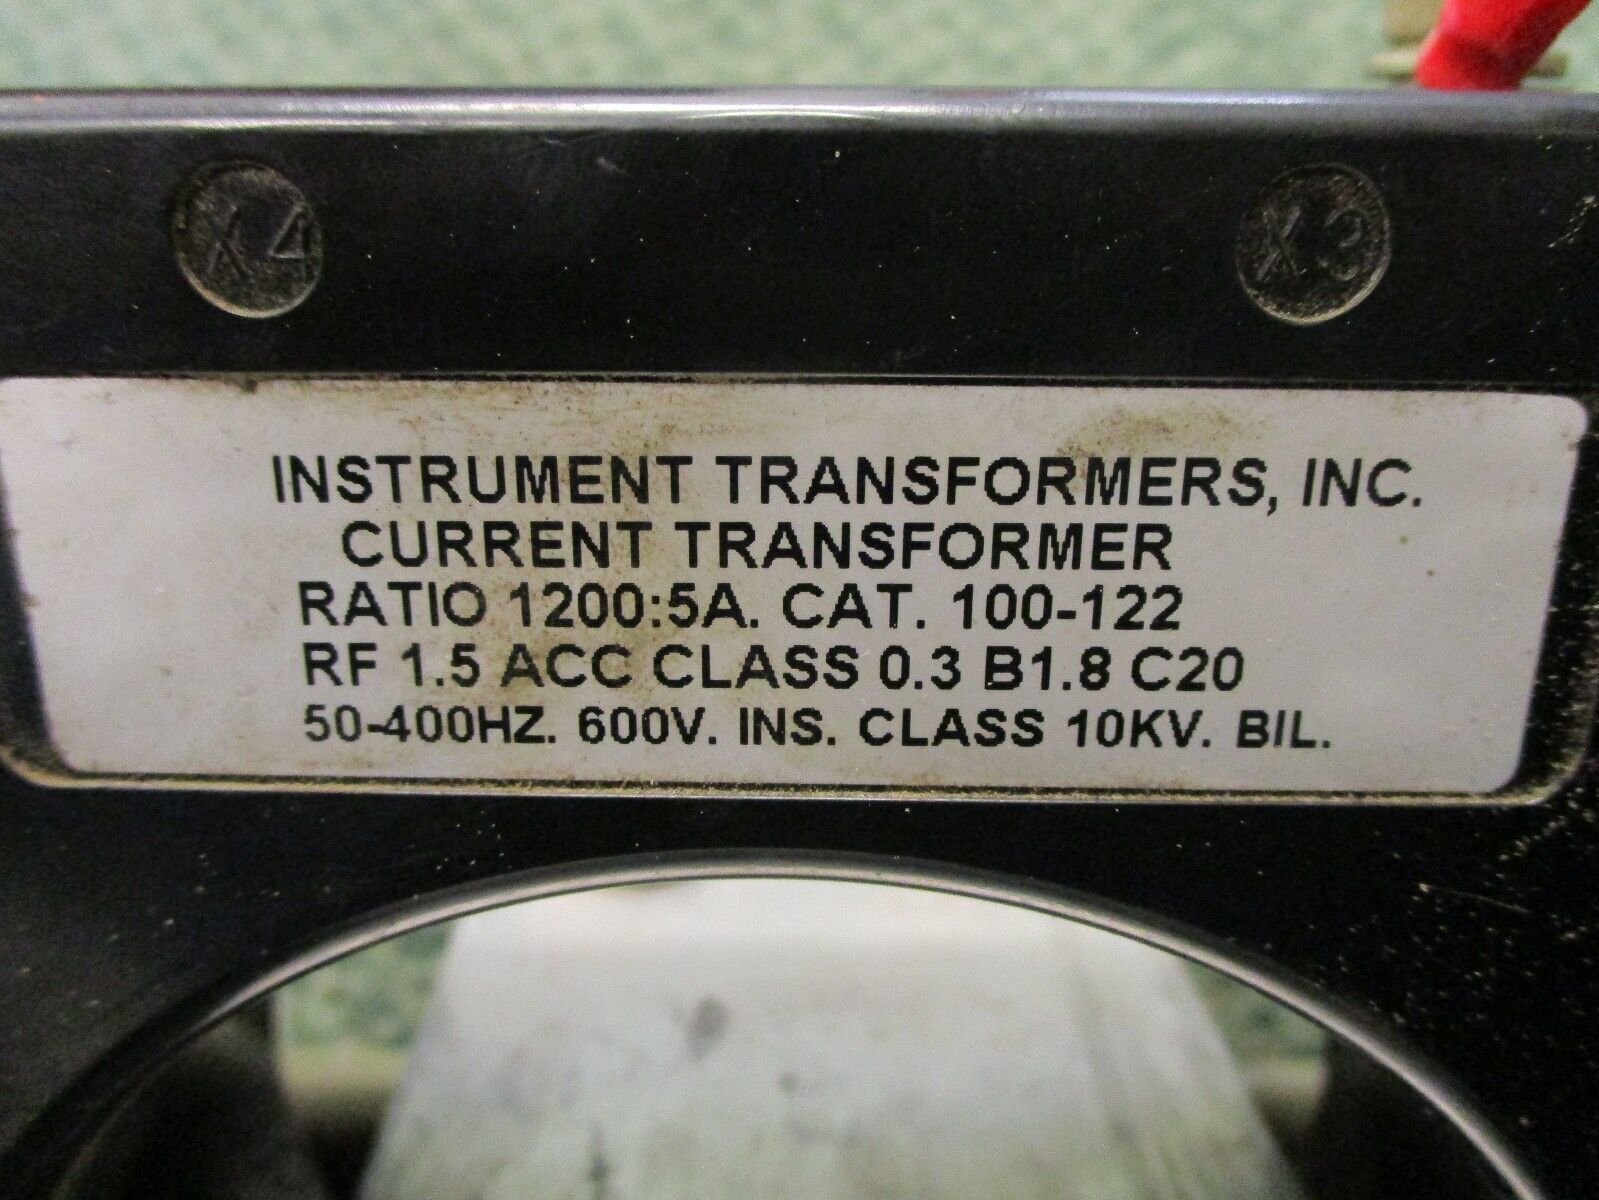 X4 X3
INSTRUMENT TRANSFORMERS, INC.
CURRENT TRANSFORMER
RATIO 1200:5A. CAT. 100-122
RF 1.5 ACC CLASS 0.3 B1.8 C20
50-400HZ. 600V. INS. CLASS 10KV. BIL.